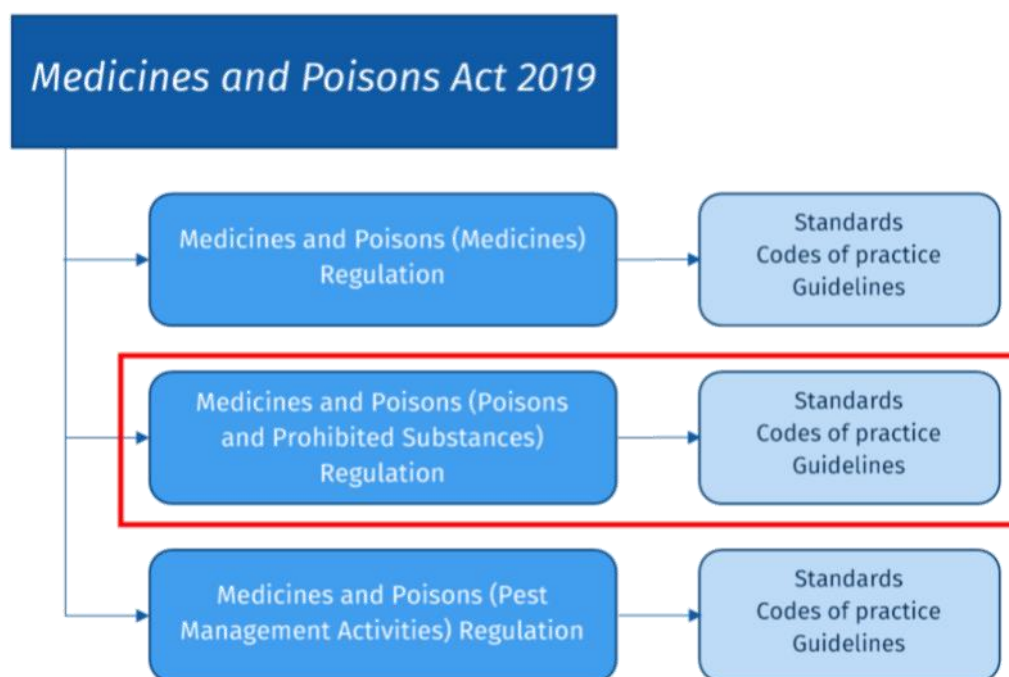 Medicines and Poisons Act 2019
Medicines and Poisons (Medicines)
Regulation
Standards
Codes of practice
Guidelines
Medicines and Poisons (Poisons
and Prohibited Substances)
Regulation
Standards
Codes of practice
Guidelines
Medicines and Poisons (Pest
Management Activities) Regulation
Standards
Codes of practice
Guidelines